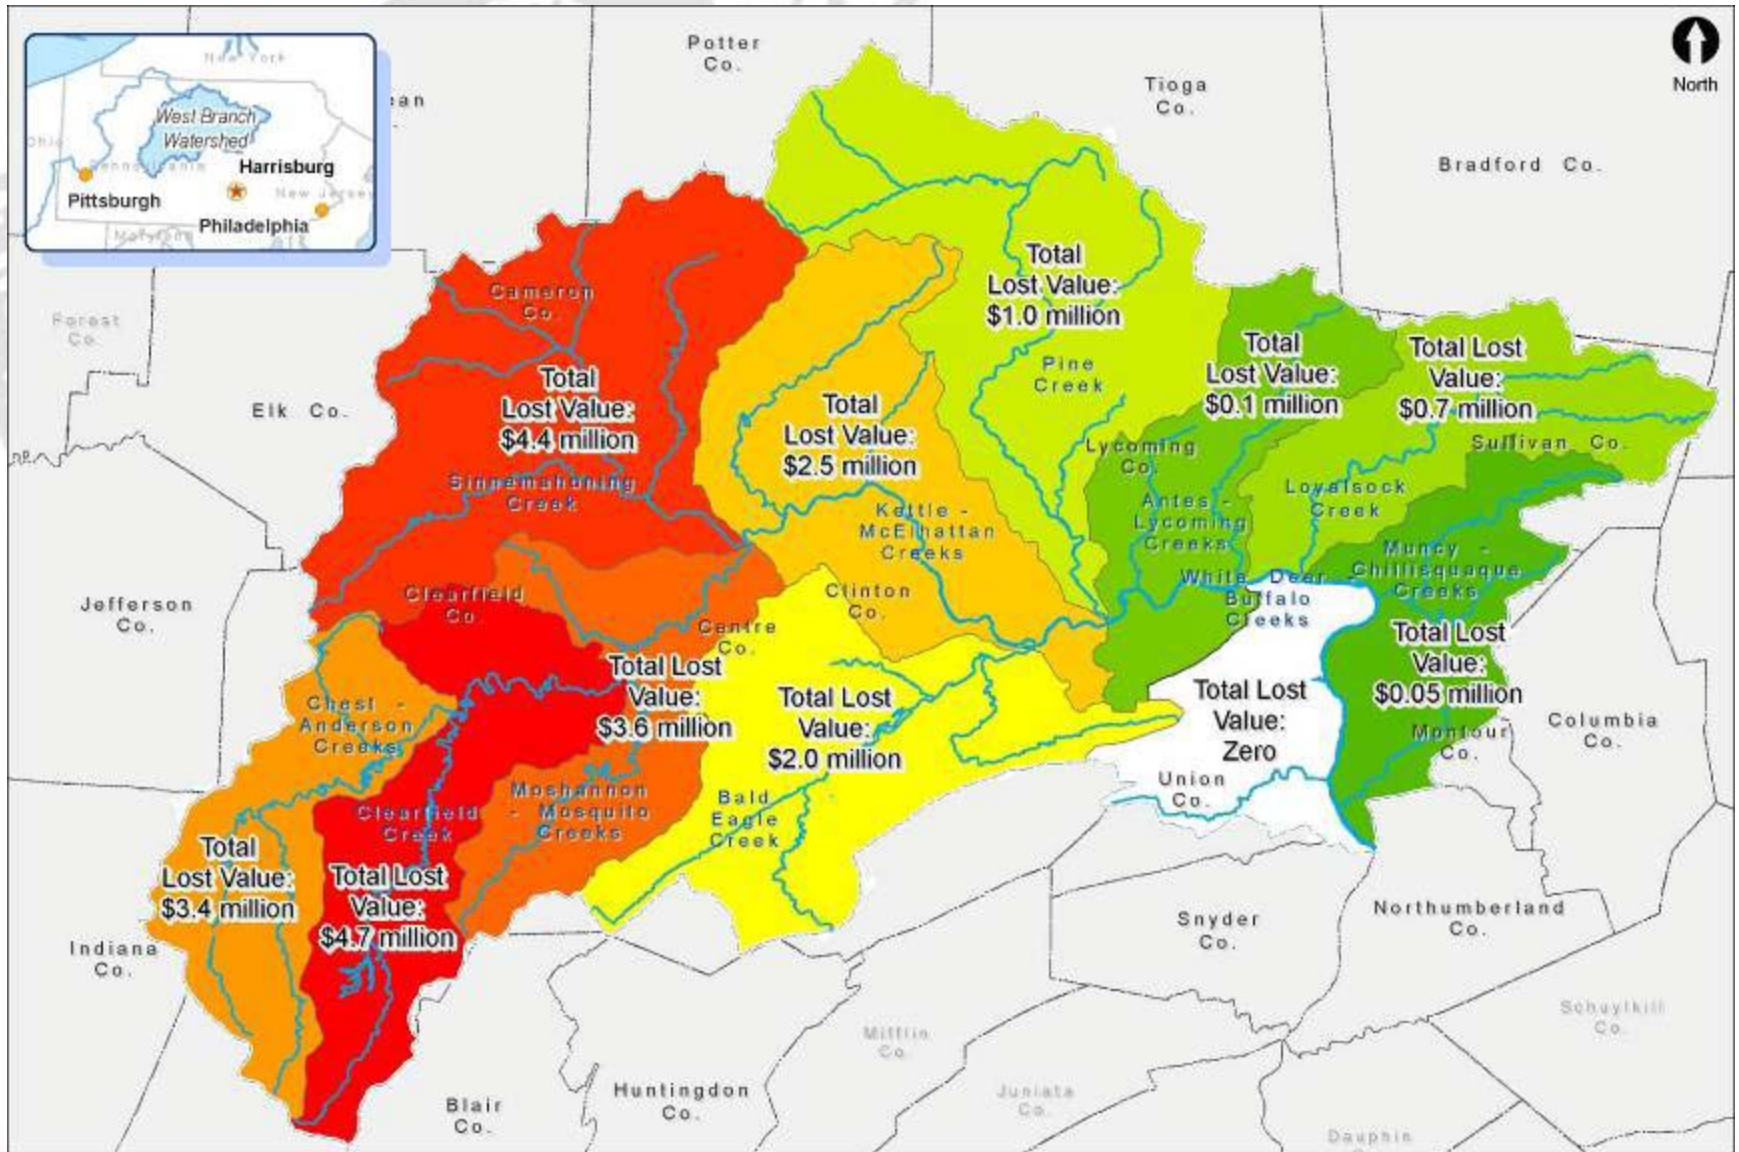 New York
West Branch
Watershed
Ohio
Pennsylvania
Harrisburg
New Jersey
Pittsburgh
Philadelphia
Maryland
North
Potter
Co.
Tioga
Co.
Bradford Co.
ean
Cameron
Co.
Forest
Co.
Elk Co.
Total
Lost Value:
$4.4 million
Sinnemahoning
Creek
Total
Lost Value:
$2.5 million
Kettle -
McElhattan
Creeks
Total
Lost Value:
$1.0 million
Pine
Creek
Total
Lost Value:
$0.1 million
Lycoming
Co.
Antes -
Lycoming
Creeks
Total Lost
Value:
$0.7 million
Sullivan Co.
Loyalsock
Creek
Muncy -
Chillisquaque
Creeks
White Deer -
Buffalo
Creeks
Jefferson
Co.
Clearfield
Co.
Centre
Co.
Clinton
Co.
Total Lost
Value:
$3.6 million
Total Lost
Value:
$2.0 million
Total Lost
Value:
Zero
Total Lost
Value:
$0.05 million
Montour
Co.
Columbia
Co.
Union
Co.
Chest -
Anderson
Creeks
Clearfield
Creek
Moshannon
- Mosquito
Creeks
Bald
Eagle
Creek
Total
Lost Value:
$3.4 million
Total Lost
Value:
$4.7 million
Indiana
Co.
Snyder
Co.
Northumberland
Co.
Schuylkill
Co.
Mifflin
Co.
Juniata
Co.
Huntingdon
Co.
Blair
Co.
Dauphin